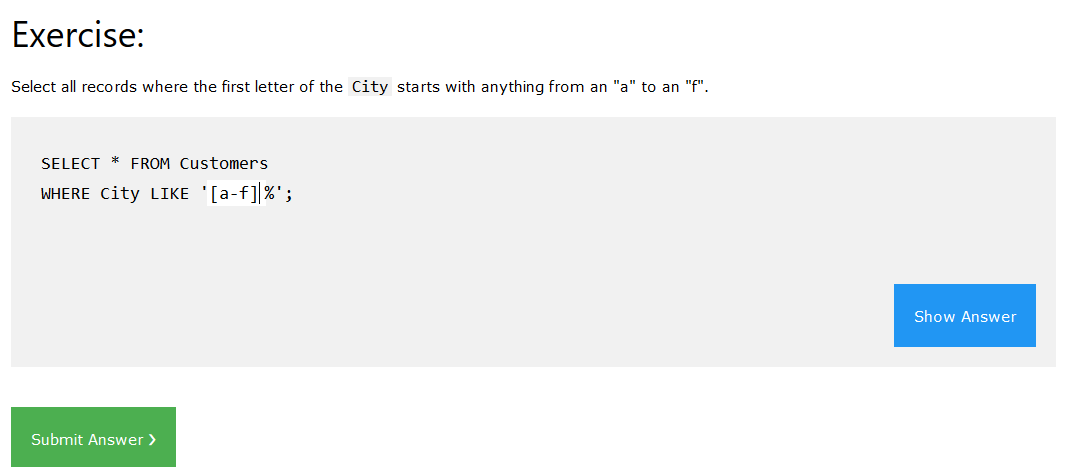 Exercise:
Select all records where the first letter of the City starts with anything from an "a" to an "f".
SELECT * FROM Customers
WHERE City LIKE '[a-f]%';
Show Answer
Submit Answer ❯